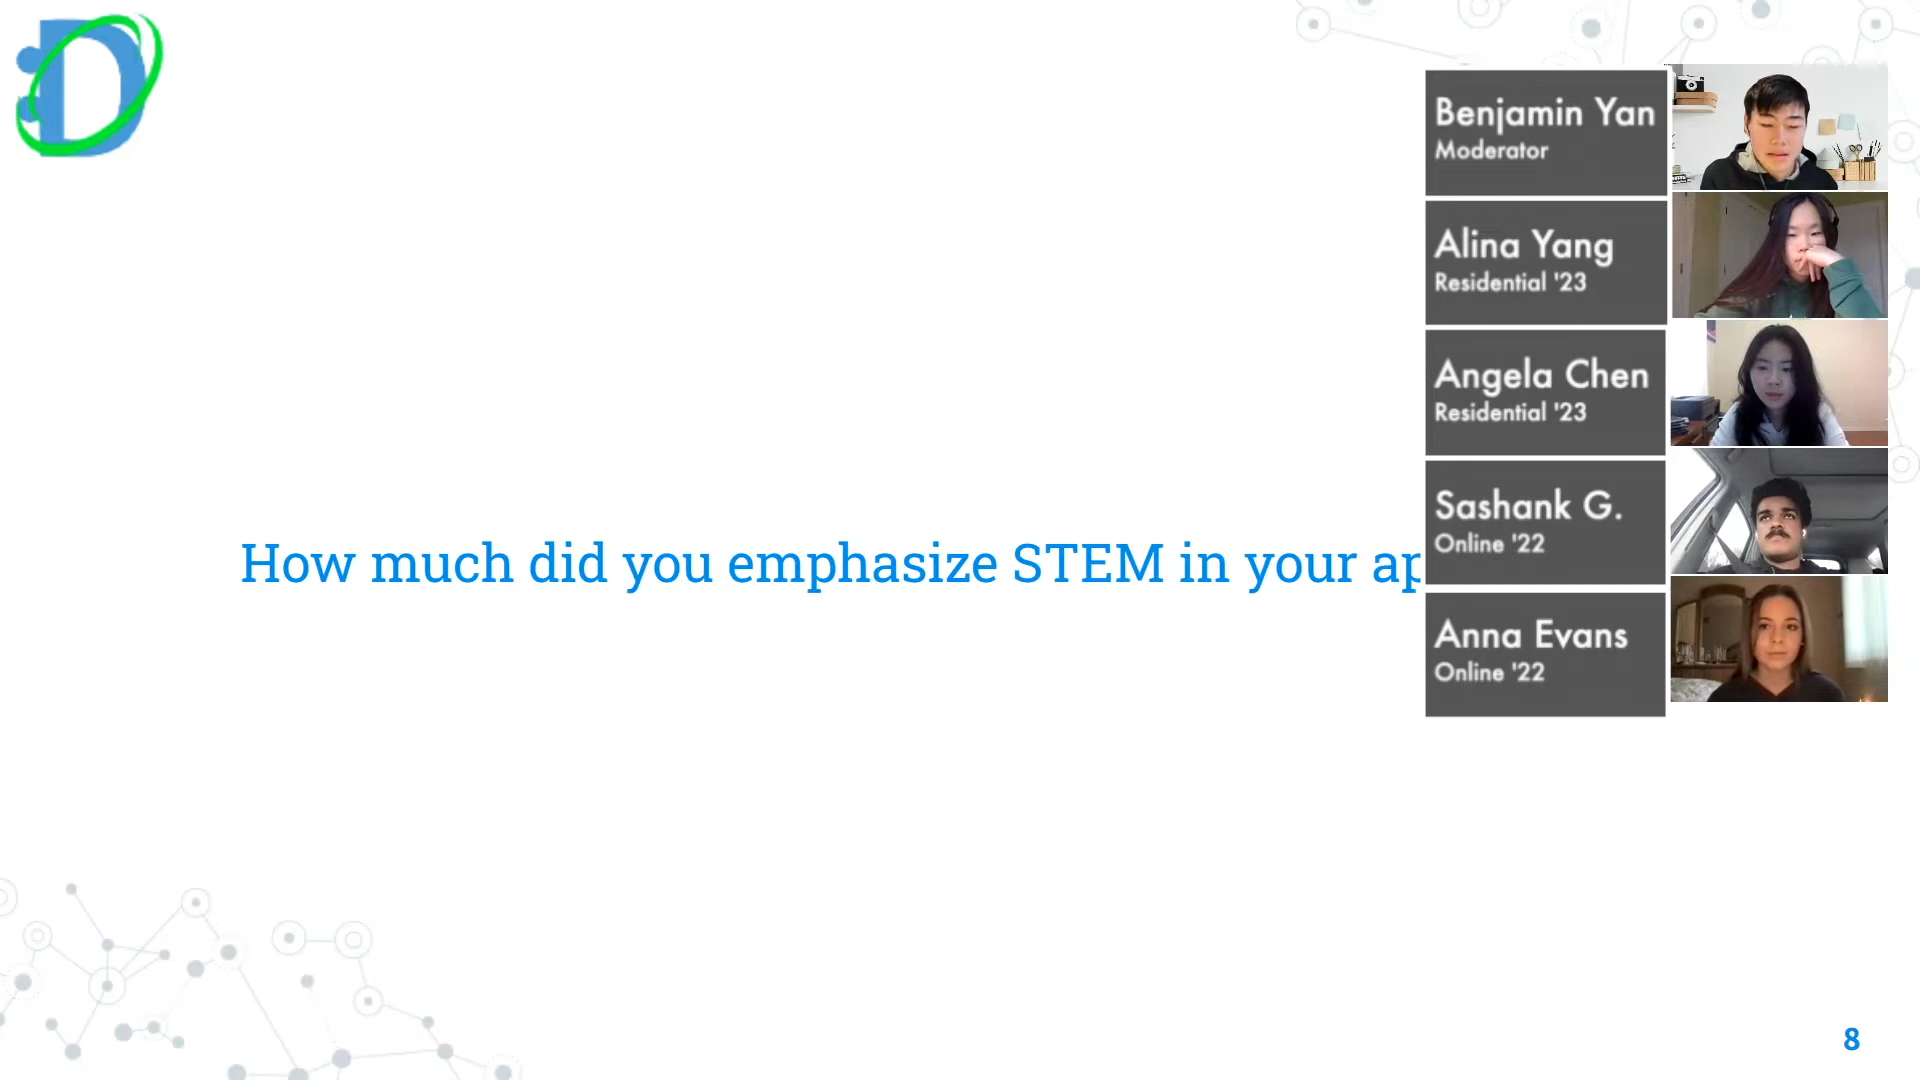 Benjamin Yan
Moderator
Alina Yang
Residential '23
Angela Chen
Residential '23
Sashank G.
Online '22
How much did you emphasize STEM in your ap
Anna Evans
Online '22
8